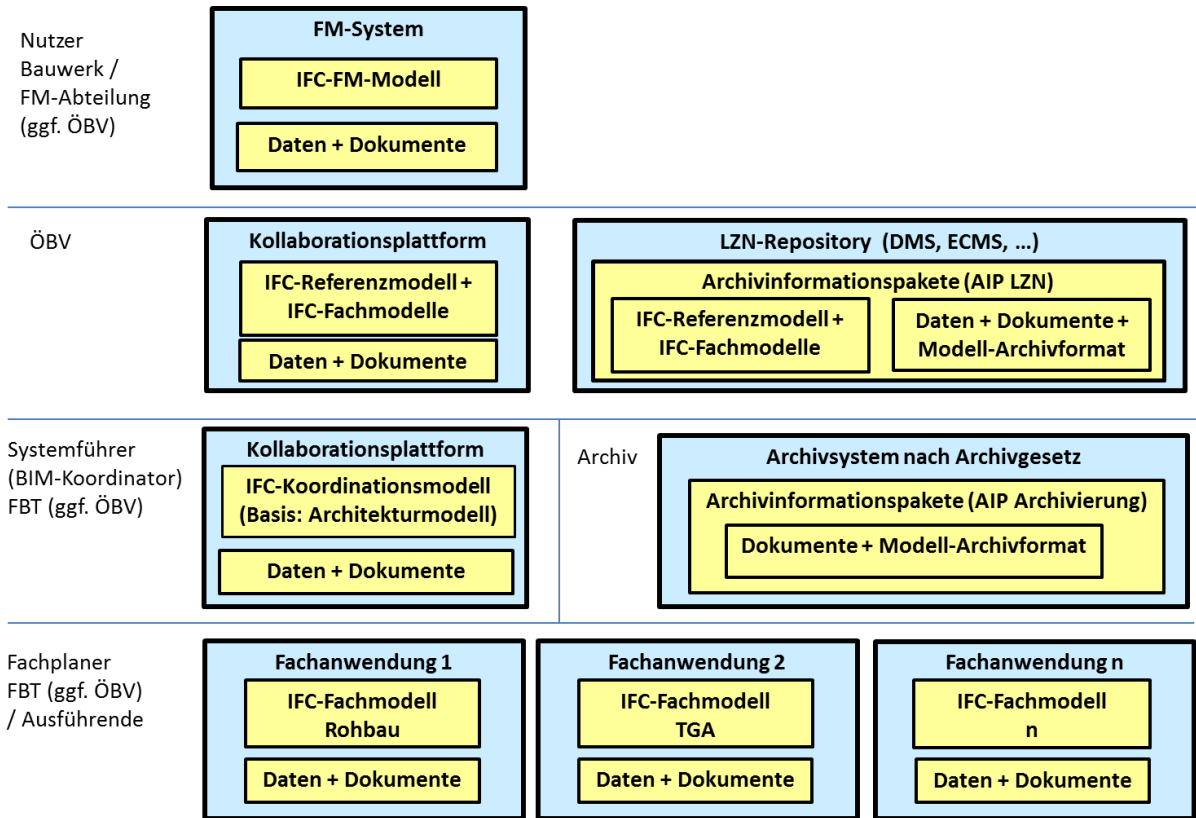 Nutzer
Bauwerk /
FM-Abteilung
(ggf. ÖBV)
FM-System
IFC-FM-Modell
Daten + Dokumente
ÖBV
Kollaborationsplattform
IFC-Referenzmodell +
IFC-Fachmodelle
Daten + Dokumente
LZN-Repository (DMS, ECMS, ...)
Archivinformationspakete (AIP LZN)
IFC-Referenzmodell +
IFC-Fachmodelle
Daten + Dokumente +
Modell-Archivformat
Systemführer
(BIM-Koordinator)
FBT (ggf. ÖBV)
Kollaborationsplattform
IFC-Koordinationsmodell
(Basis: Architekturmodell)
Daten + Dokumente
Archiv
Archivsystem nach Archivgesetz
Archivinformationspakete (AIP Archivierung)
Dokumente + Modell-Archivformat
Fachplaner
FBT (ggf. ÖBV)
/ Ausführende
Fachanwendung 1
IFC-Fachmodell
Rohbau
Daten + Dokumente
Fachanwendung 2
IFC-Fachmodell
TGA
Daten + Dokumente
Fachanwendung n
IFC-Fachmodell
n
Daten + Dokumente